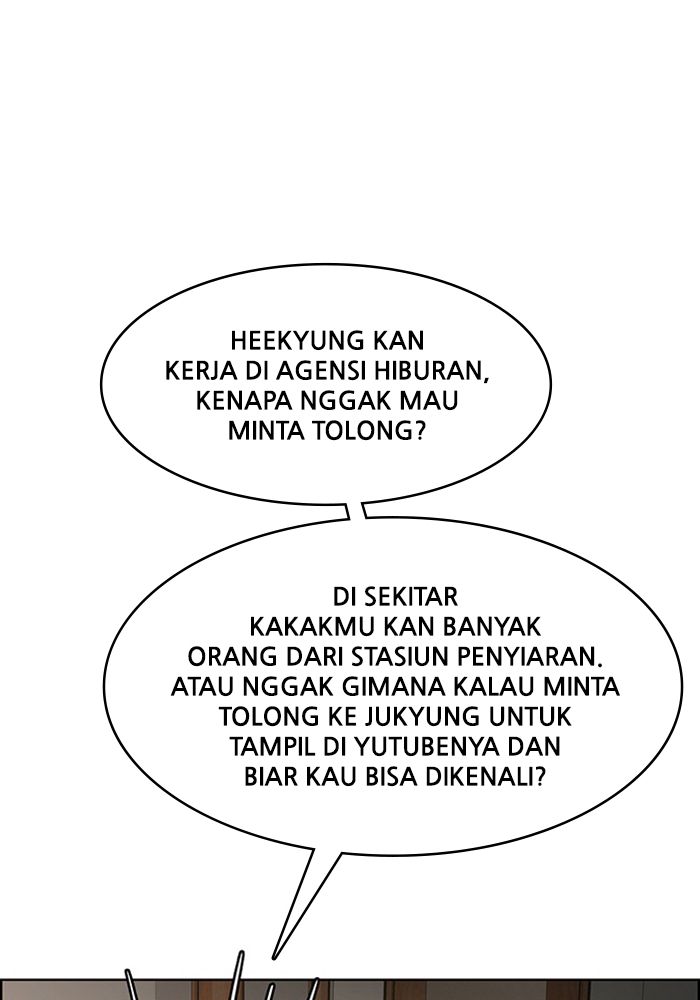 HEEKYUNG KAN
KERJA DI AGENSI HIBURAN,
KENAPA NGGAK MAU
MINTA TOLONG?
DI SEKITAR
KAKAKMU KAN BANYAK
ORANG DARI STASIUN PENYIARAN.
ATAU NGGAK GIMANA KALAU MINTA
TOLONG KE JUKYUNG UNTUK
TAMPIL DI YUTUBENYA DAN
BIAR KAU BISA DIKENALI?